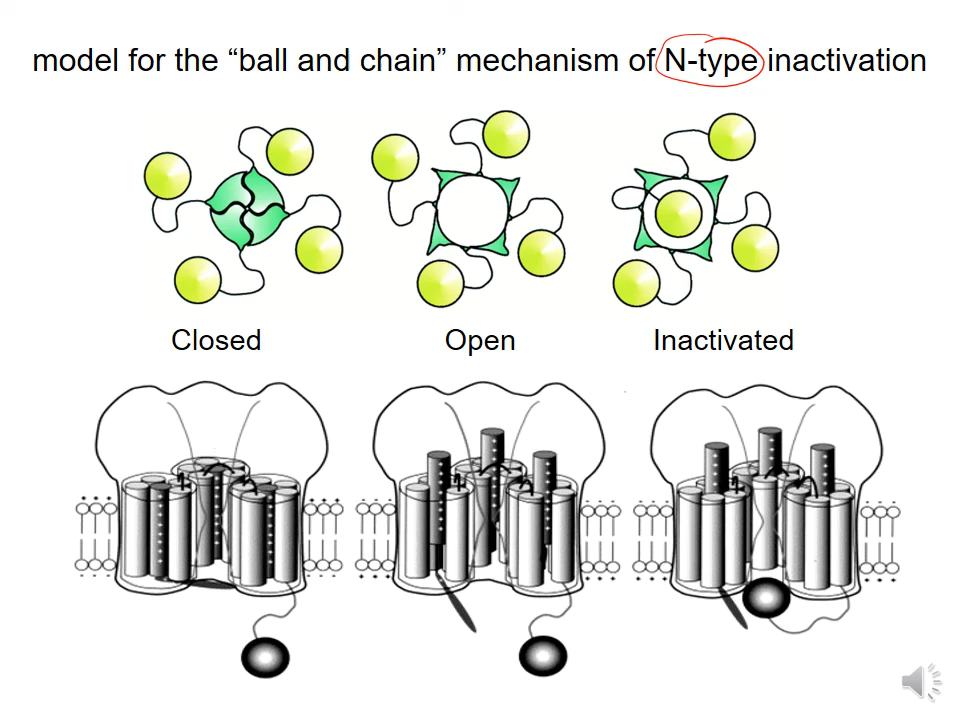 model for the “ball and chain” mechanism of N-type inactivation
Closed
Open
Inactivated